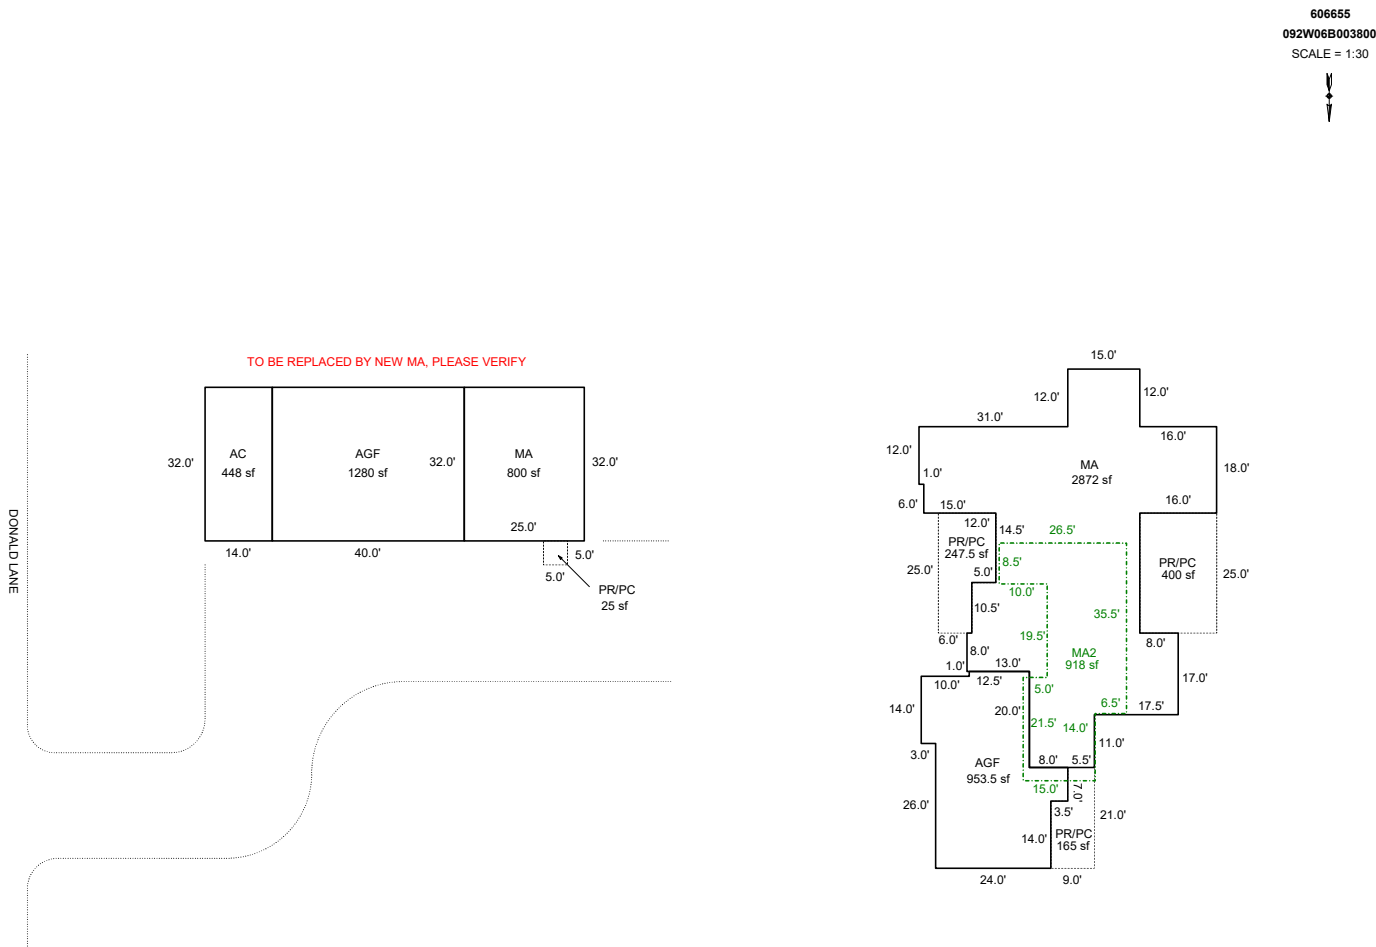 606655
092W06B003800
SCALE = 1:30
TO BE REPLACED BY NEW MA, PLEASE VERIFY
32.0'
AC
448 sf
AGF
1280 sf
32.0'
MA
800 sf
32.0'
25.0'
14.0'
40.0'
5.0'
5.0'
PR/PC
25 sf
DONALD LANE
15.0'
12.0'
12.0'
31.0'
16.0'
12.0'
1.0'
MA
2872 sf
18.0'
6.0'
15.0'
16.0'
12.0'
14.5'
26.5'
PR/PC
247.5 sf
8.5'
25.0'
5.0'
10.0'
PR/PC
400 sf
25.0'
10.5'
35.5'
19.5'
6.0'
8.0'
8.0'
MA2
918 sf
1.0'
13.0'
10.0'
12.5'
5.0'
17.0'
14.0'
20.0'
21.5'
6.5'
17.5'
14.0'
11.0'
3.0'
AGF
953.5 sf
8.0'
5.5'
15.0'
7.0'
26.0'
3.5'
21.0'
14.0'
PR/PC
165 sf
24.0'
9.0'